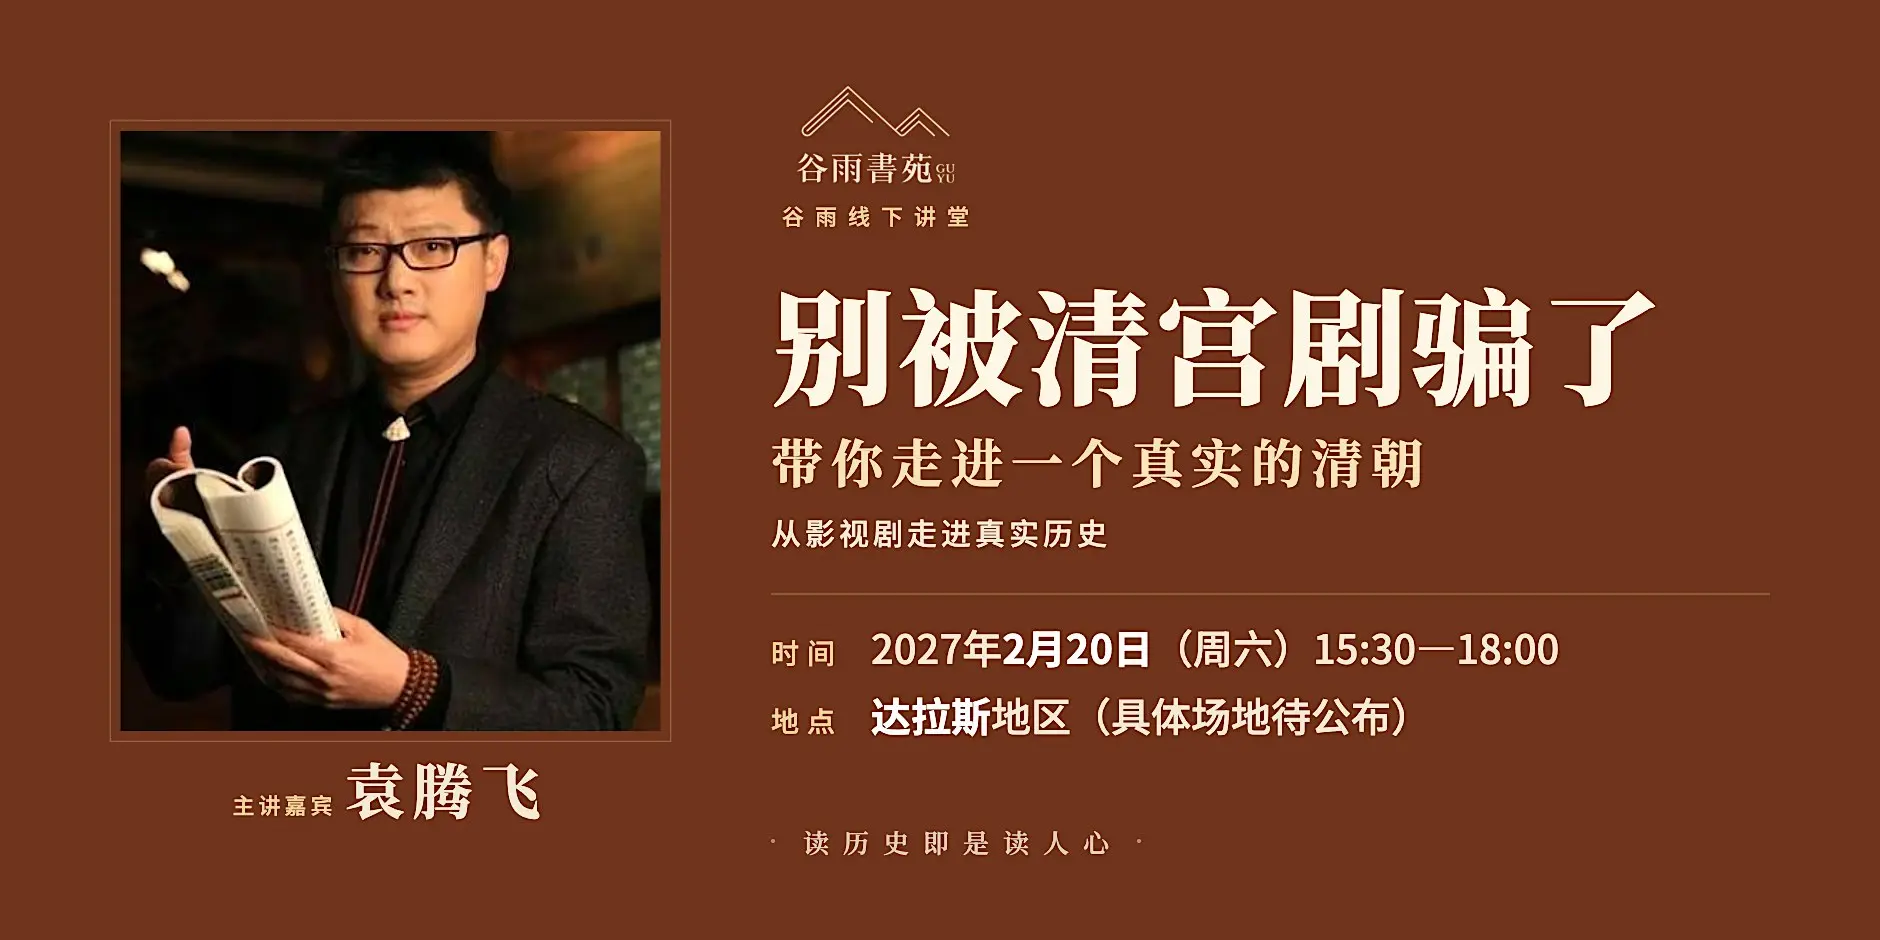 谷雨書苑 GU YU
谷雨线下讲堂
别被清宫剧骗了
带你走进一个真实的清朝
从影视剧走进真实历史
时间 2027年2月20日（周六）15:30—18:00
地点 达拉斯地区（具体场地待公布）
主讲嘉宾 袁腾飞
· 读历史即是读人心 ·